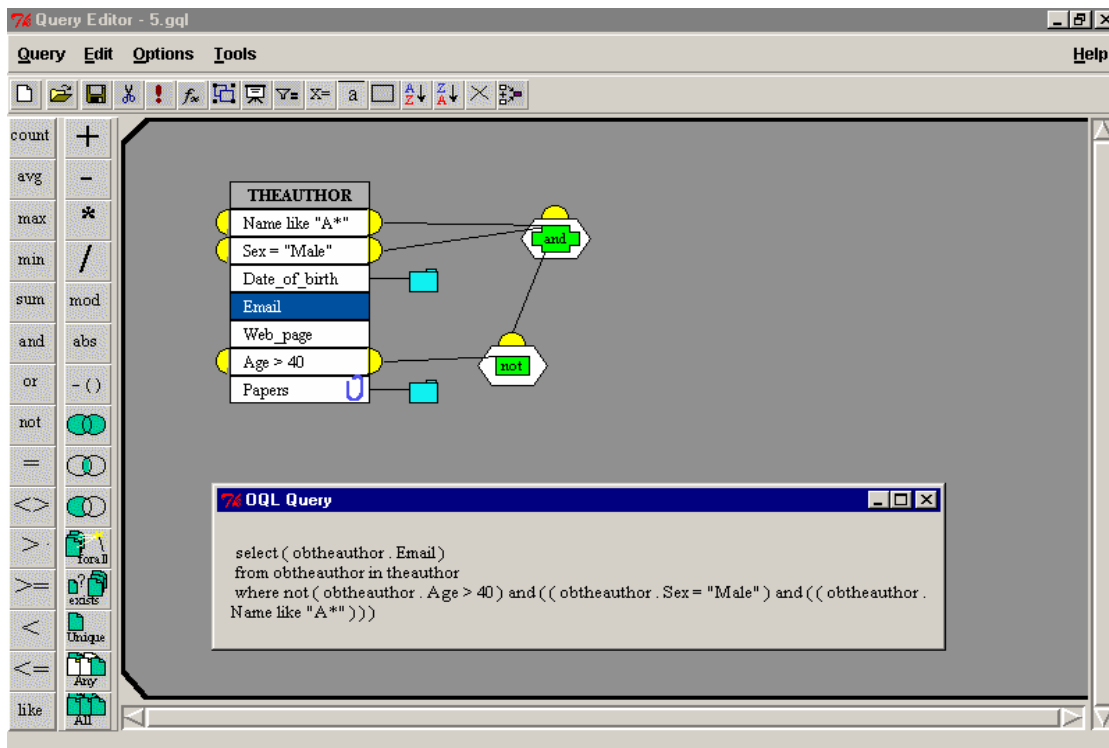 Query Editor - 5.gql
Query Edit Options Tools Help
X= a A Z Z A
count +
avg -
max *
min /
sum mod
and abs
or - ( )
not
=
<>
> forall
>= exists
< Unique
<= Any
like All
THEAUTHOR
Name like "A*"
Sex = "Male"
and
Date_of_birth
Email
Web_page
Age > 40
not
Papers
OQL Query
select ( obtheauthor . Email)
from obtheauthor in theauthor
where not ( obtheauthor . Age > 40 ) and ( ( obtheauthor . Sex = "Male" ) and ( ( obtheauthor .
Name like "A*" ) ) )